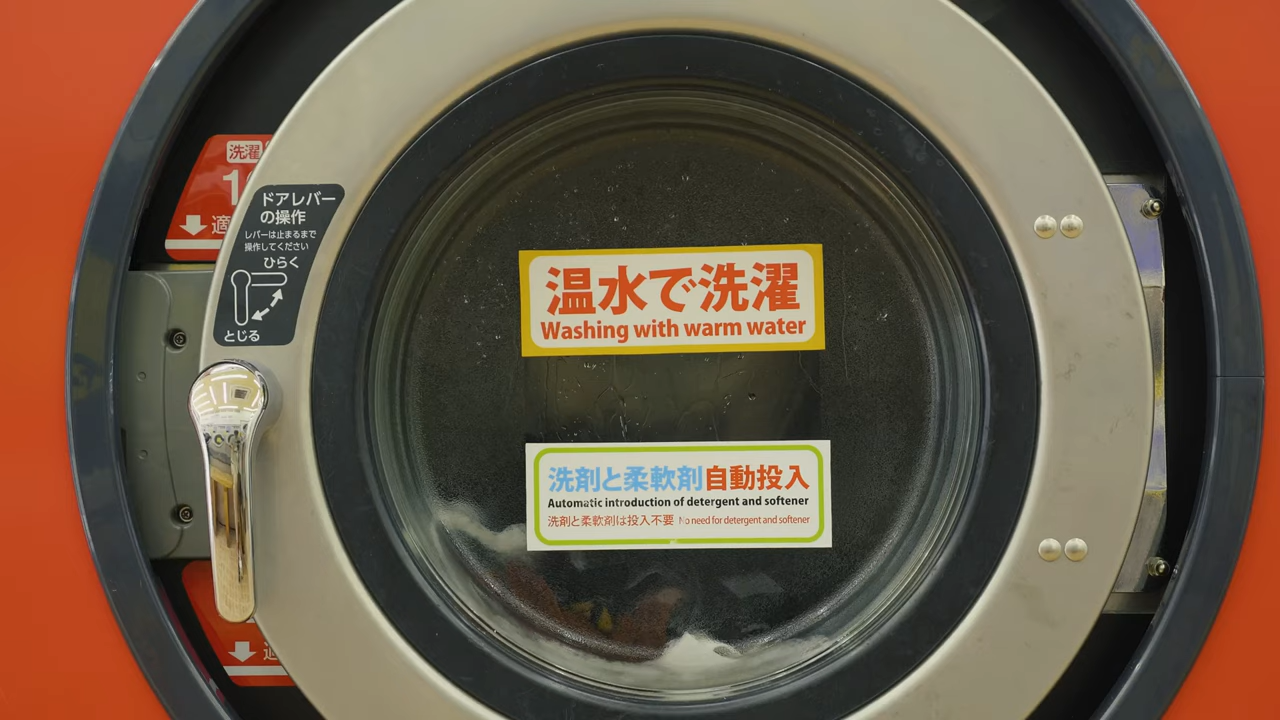 洗濯
ドアレバー
の操作
レバーは止まるまで
操作してください
ひらく
とじる
適
温水で洗濯
Washing with warm water
洗剤と柔軟剤自動投入
Automatic introduction of detergent and softener
洗剤と柔軟剤は投入不要 No need for detergent and softener